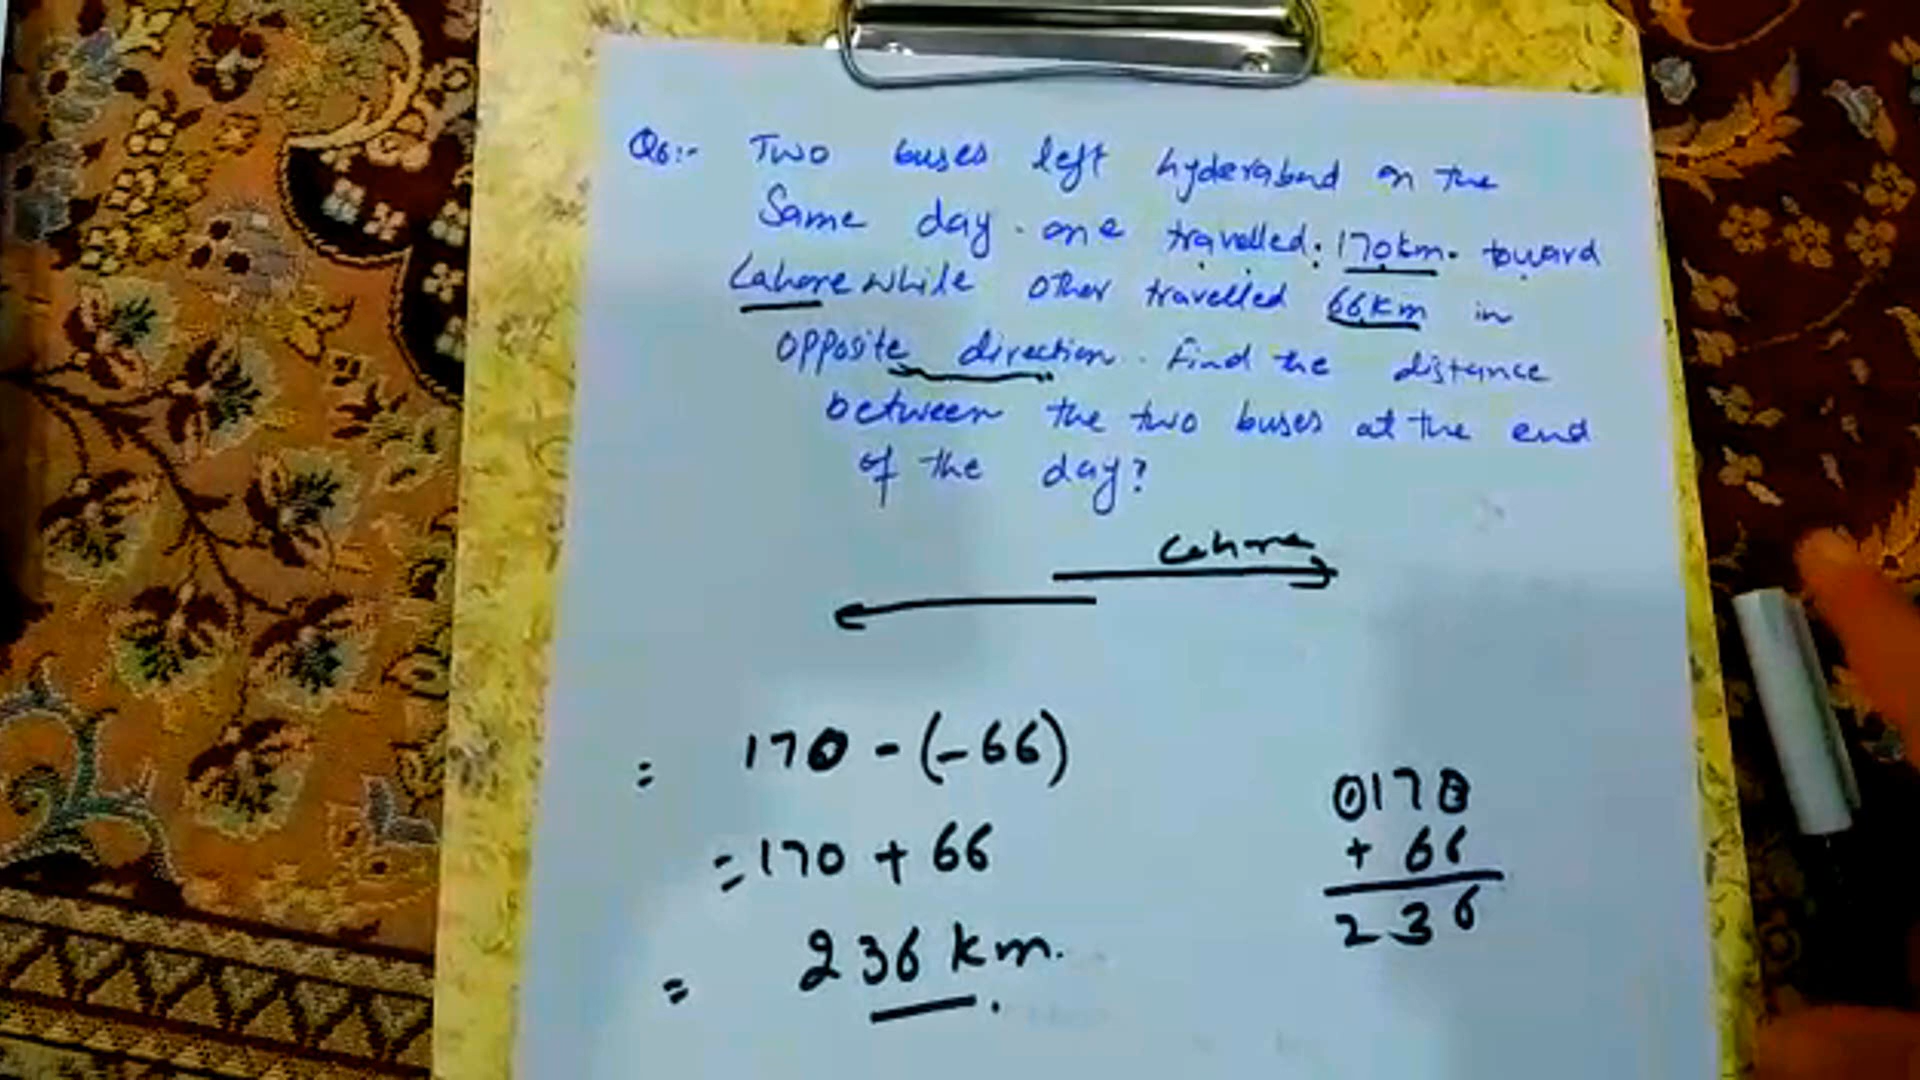 Q6:- Two buses left hyderabad on the
Same day. one travelled. 170km. toward
Lahore while other travelled 66km in
opposite direction. Find the distance
between the two buses at the end
of the day?
Lahore
= 170 - (-66)
= 170 + 66
= 236 km.
0170
+ 66
236